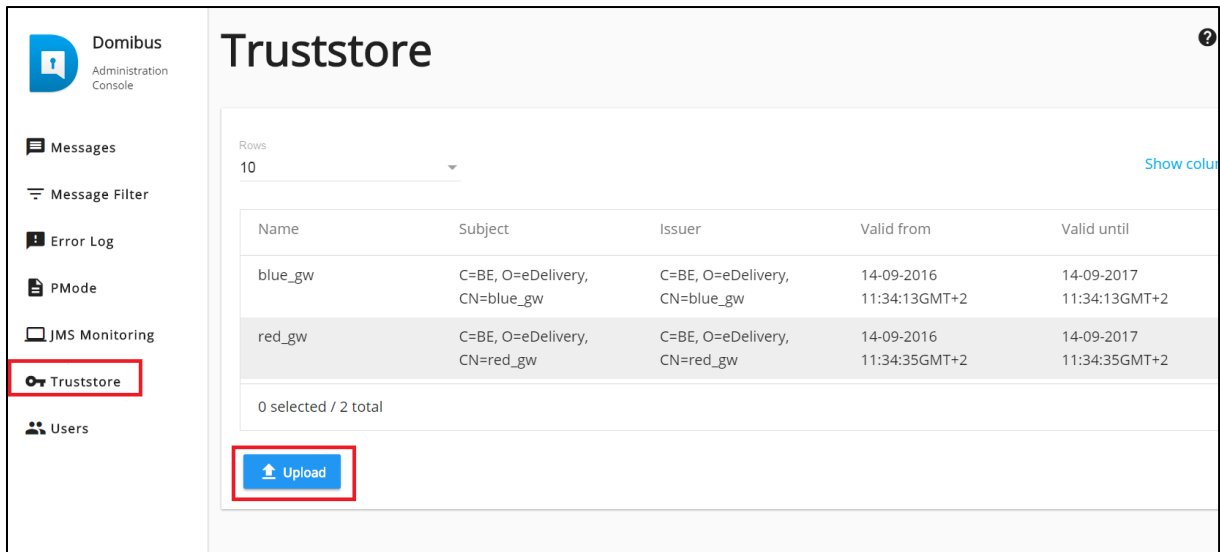 Domibus
Administration
Console
Messages
Message Filter
Error Log
PMode
JMS Monitoring
Truststore
Users
Truststore
Rows
10
Show colu
Name Subject Issuer Valid from Valid until
blue_gw C=BE, O=eDelivery, C=BE, O=eDelivery, 14-09-2016 14-09-2017
CN=blue_gw CN=blue_gw 11:34:13GMT+2 11:34:13GMT+2
red_gw C=BE, O=eDelivery, C=BE, O=eDelivery, 14-09-2016 14-09-2017
CN=red_gw CN=red_gw 11:34:35GMT+2 11:34:35GMT+2
0 selected / 2 total
Upload